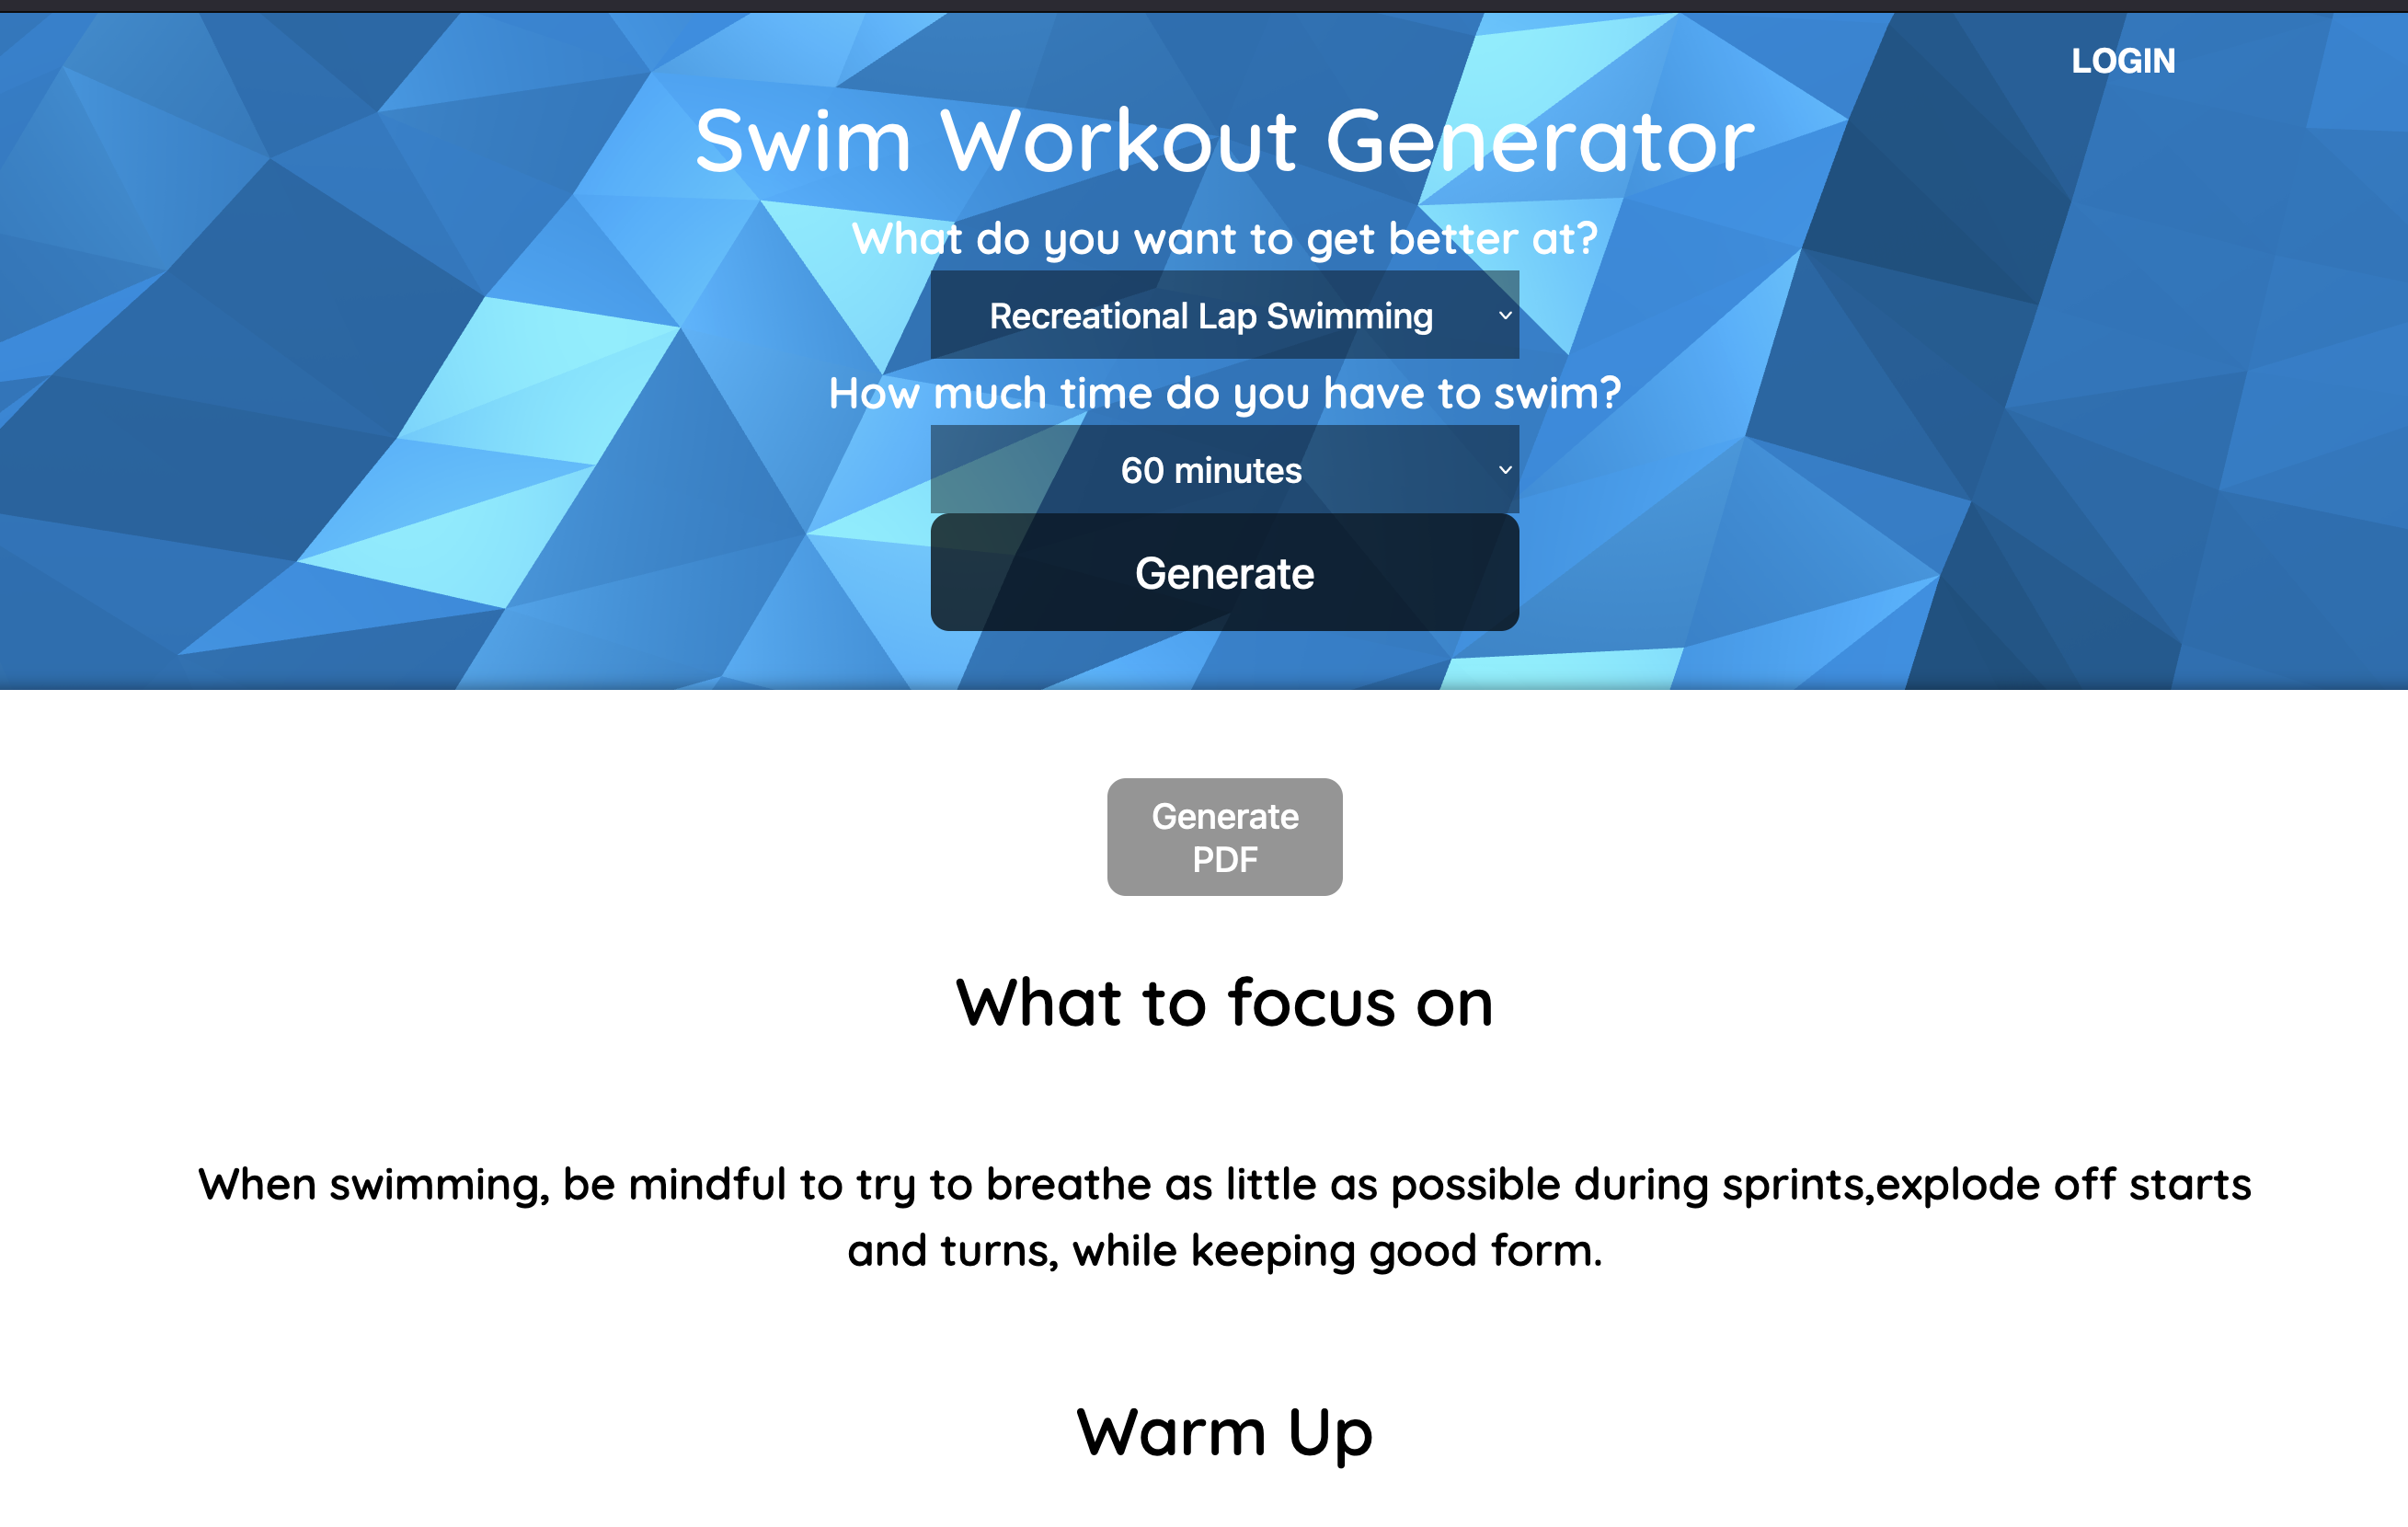 LOGIN
Swim Workout Generator
What do you want to get better at?
Recreational Lap Swimming
How much time do you have to swim?
60 minutes
Generate
Generate
PDF
What to focus on
When swimming, be mindful to try to breathe as little as possible during sprints,explode off starts
and turns, while keeping good form.
Warm Up